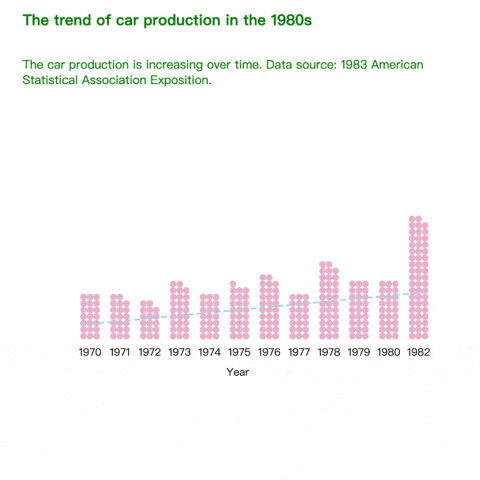 The trend of car production in the 1980s
The car production is increasing over time. Data source: 1983 American
Statistical Association Exposition.
1970 1971 1972 1973 1974 1975 1976 1977 1978 1979 1980 1982
Year